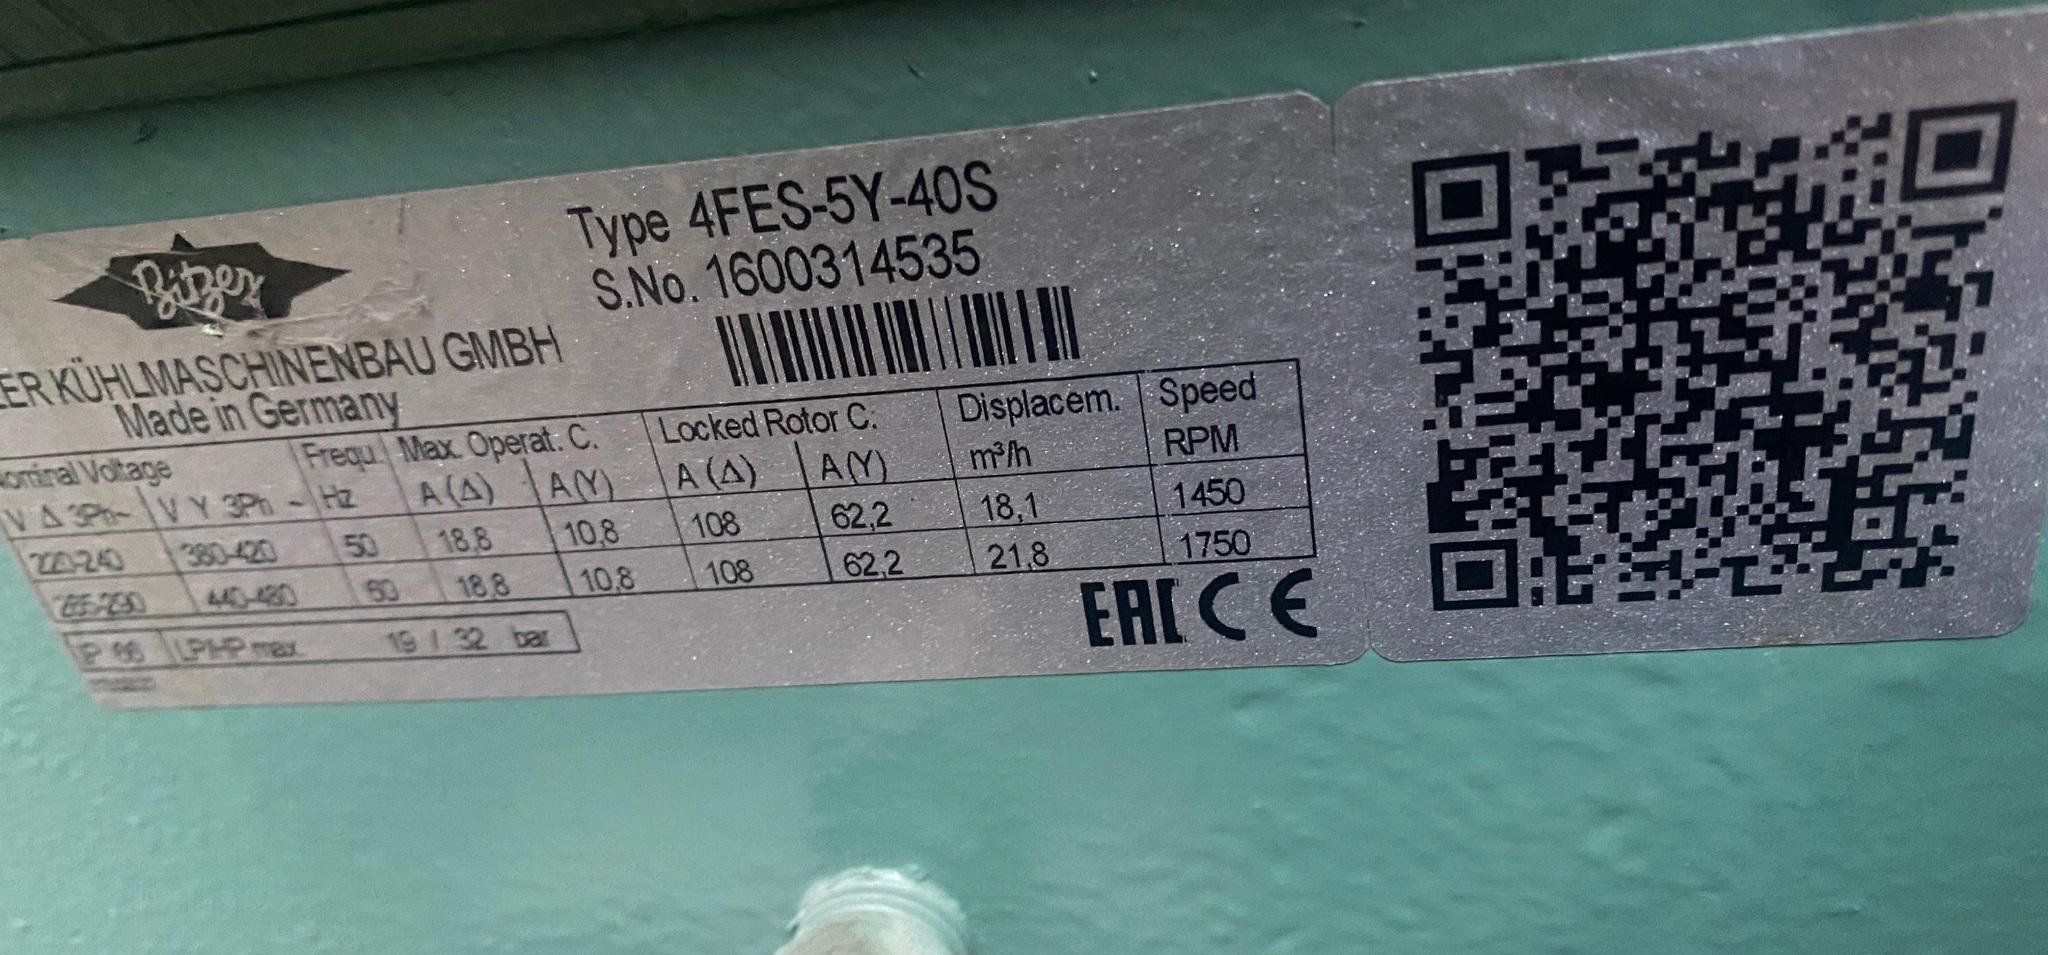 Bitzer
ER KÜHLMASCHINENBAU GMBH
Made in Germany
Type 4FES-5Y-40S
S.No. 1600314535
Nominal Voltage Frequ. Max. Operat. C. Locked Rotor C. Displacem. Speed
V Δ 3Ph~ V Y 3Ph ~ Hz A (Δ) A (Y) A (Δ) A (Y) m³/h RPM
220-240 380-420 50 18,8 10,8 108 62,2 18,1 1450
265-290 440-480 60 18,8 10,8 108 62,2 21,8 1750
LP/HP max 19 / 32 bar
EAC CE